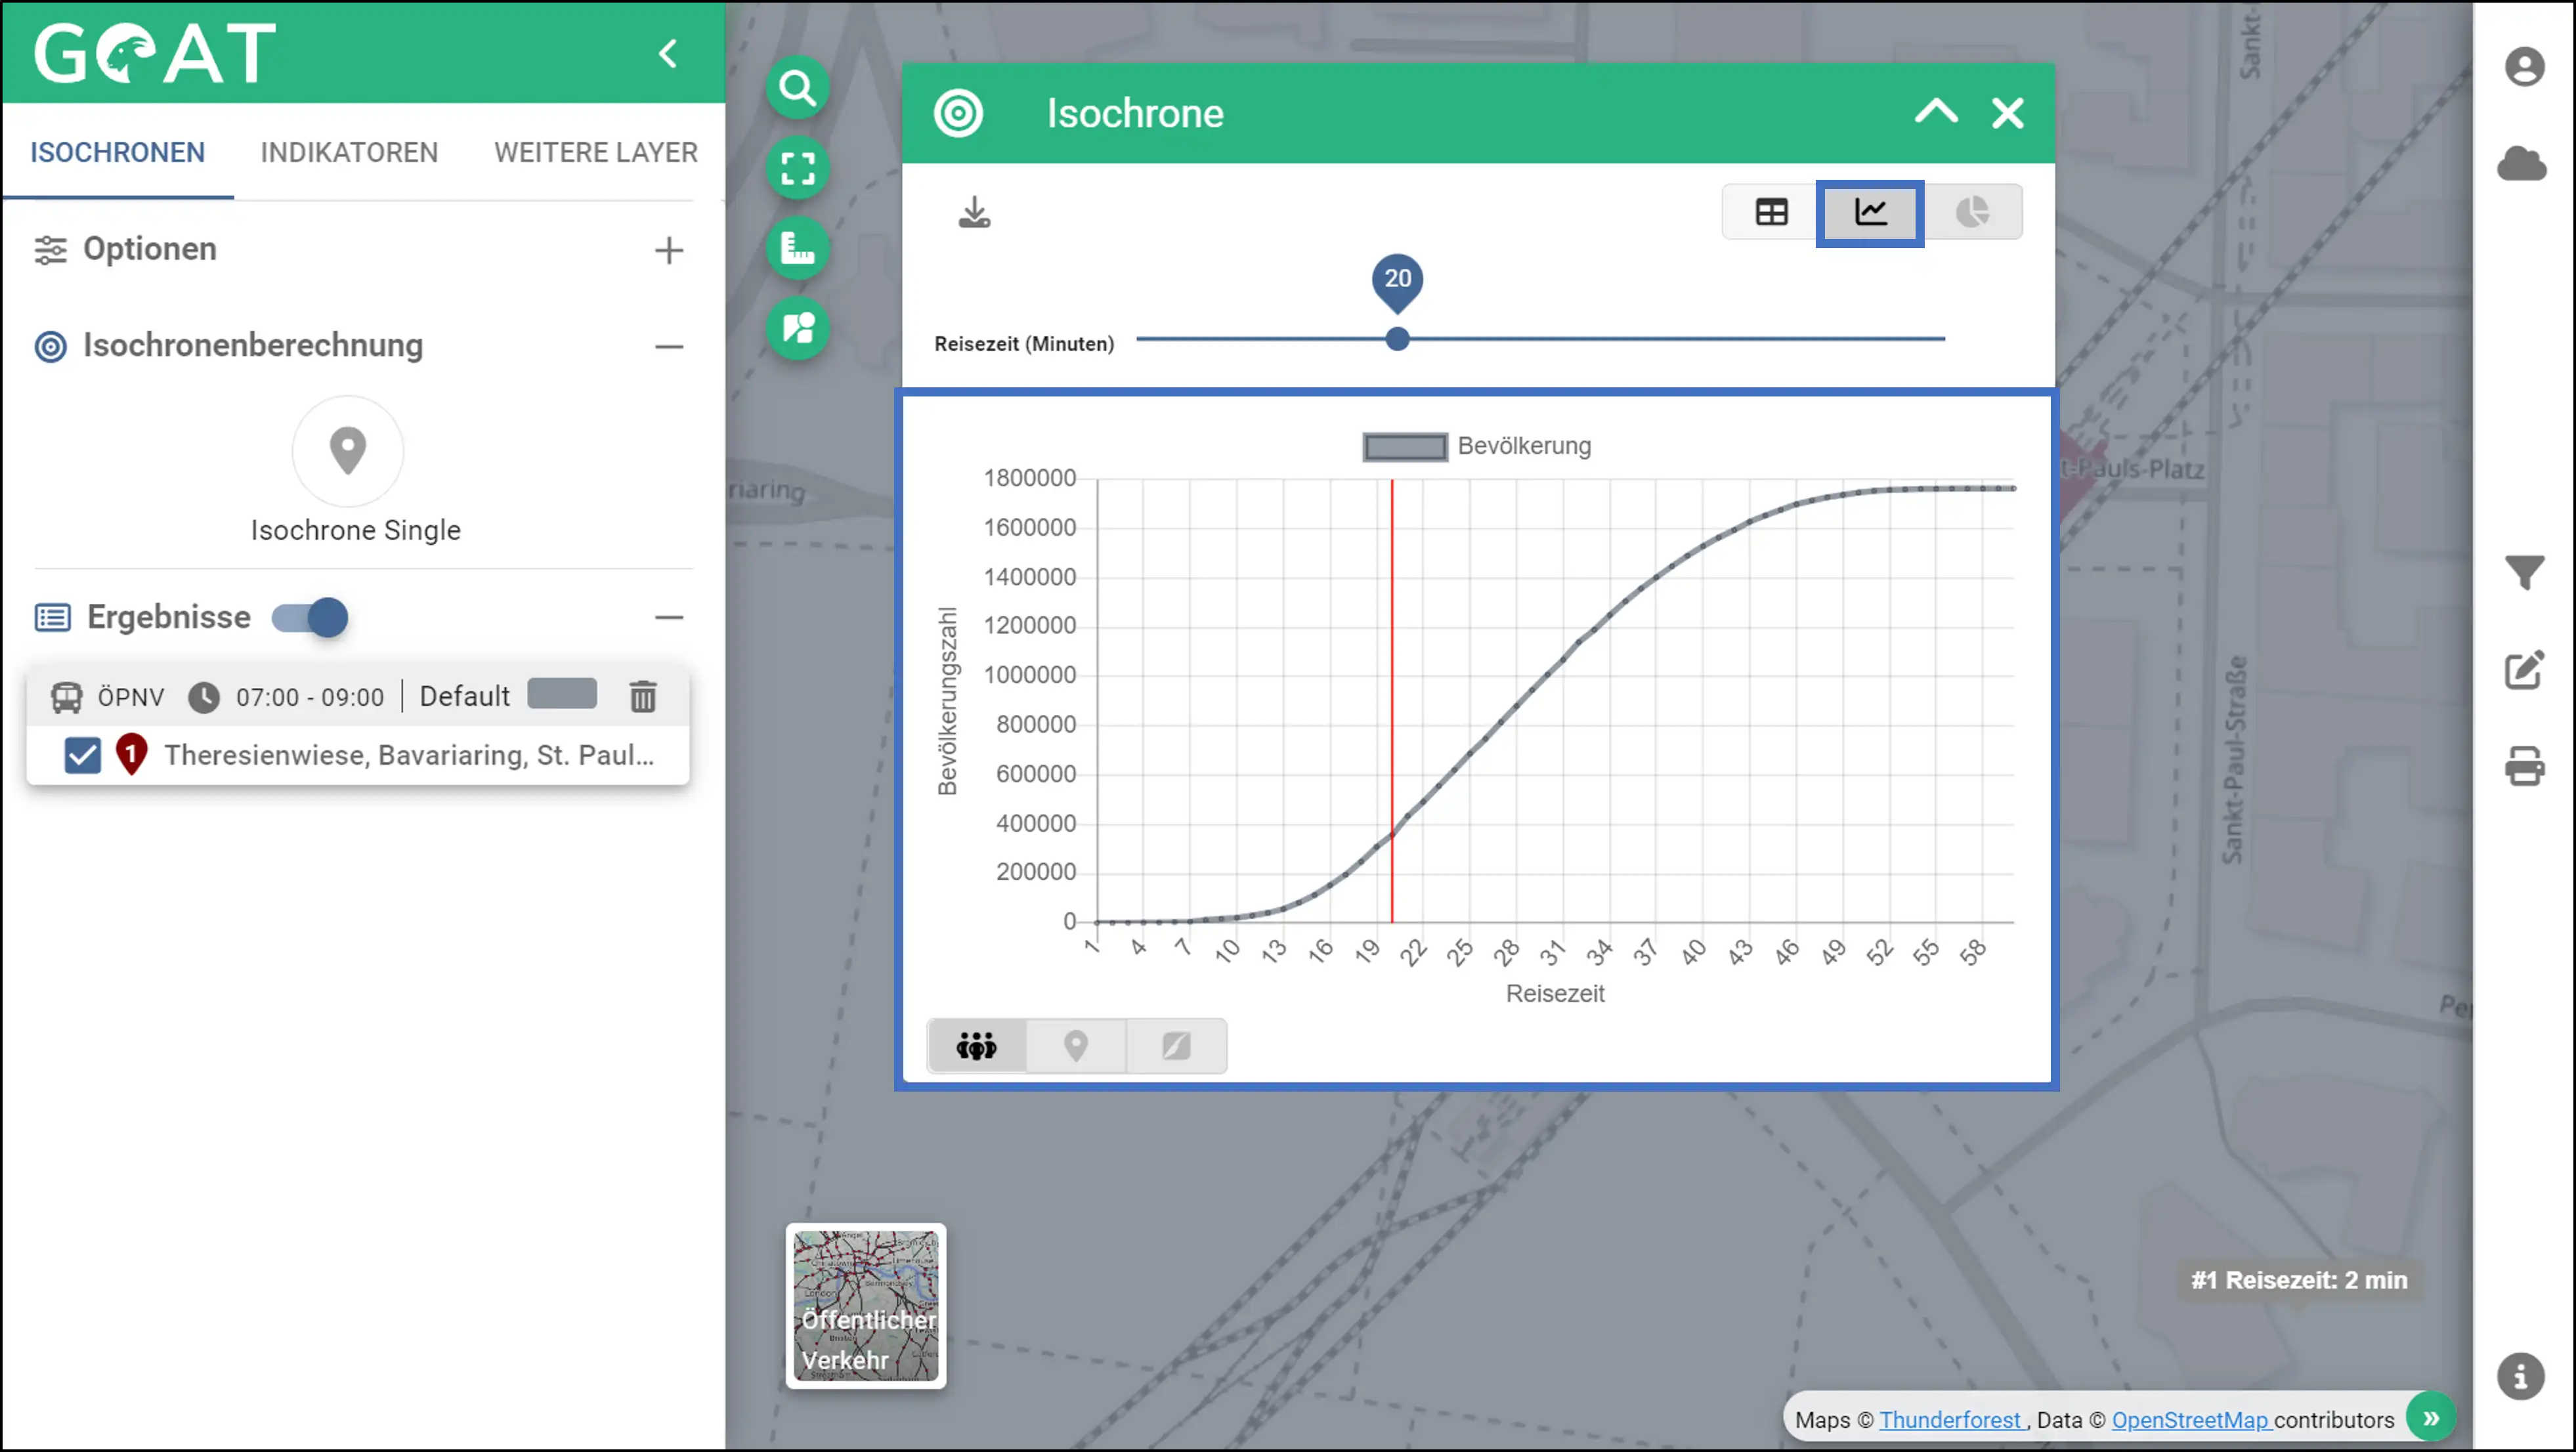 GOAT
ISOCHRONEN INDIKATOREN WEITERE LAYER
Optionen
Isochronenberechnung
Isochrone Single
Ergebnisse
ÖPNV 07:00 - 09:00 | Default
1 Theresienwiese, Bavariaring, St. Paul...
Isochrone
20
Reisezeit (Minuten)
Bevölkerung
Bevölkerungszahl
1800000
1600000
1400000
1200000
1000000
800000
600000
400000
200000
0
1 4 7 10 13 16 19 22 25 28 31 34 37 40 43 46 49 52 55 58
Reisezeit
riaring
Sankt-
t-Pauls-Platz
Sankt-Paul-Straße
Pe
London
Öffentlicher
Verkehr
#1 Reisezeit: 2 min
Maps © Thunderforest , Data © OpenStreetMap contributors »